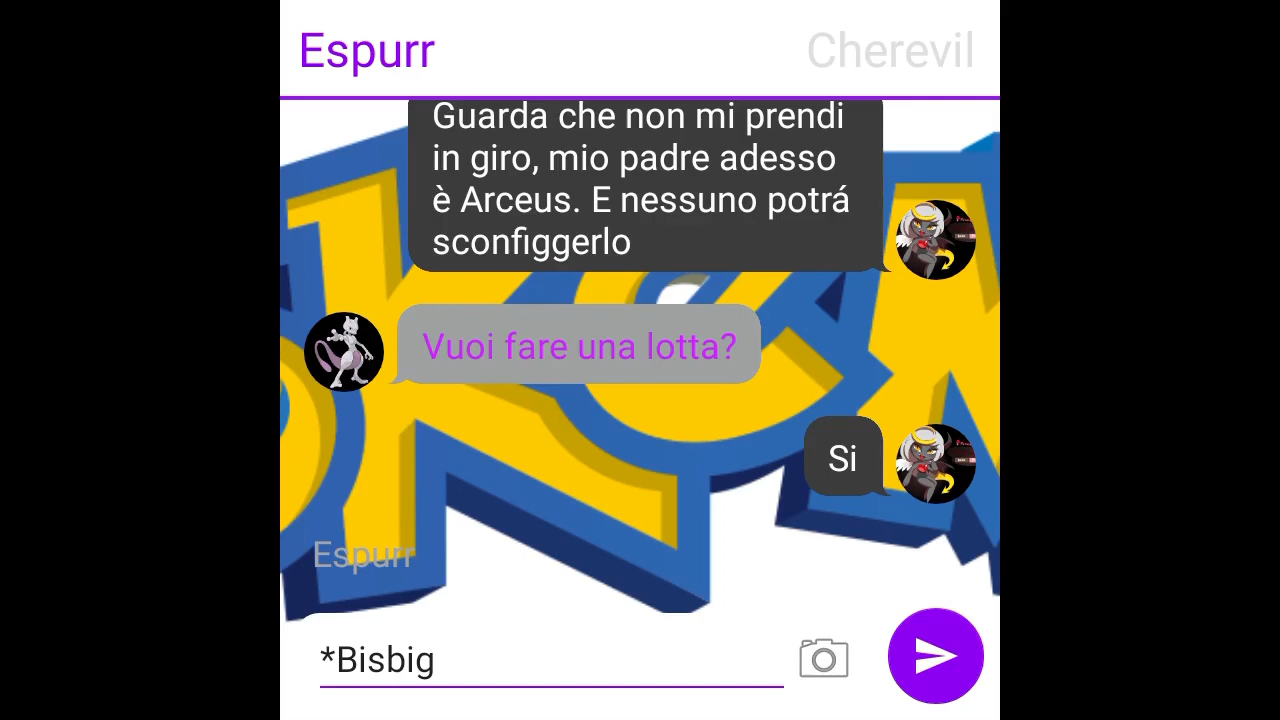 Espurr
Cherevil
Guarda che non mi prendi
in giro, mio padre adesso
è Arceus. E nessuno potrá
sconfiggerlo
Vuoi fare una lotta?
Si
Espurr
*Bisbig